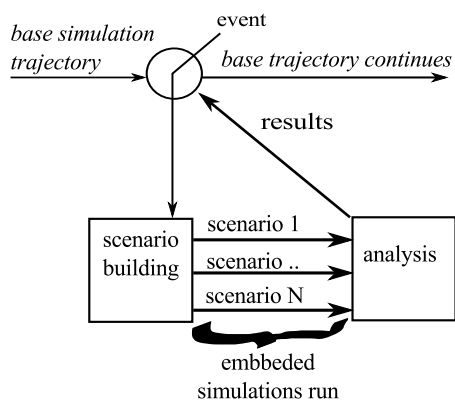 event
base simulation
trajectory
base trajectory continues
results
scenario
building
scenario 1
scenario ..
scenario N
analysis
embbeded
simulations run